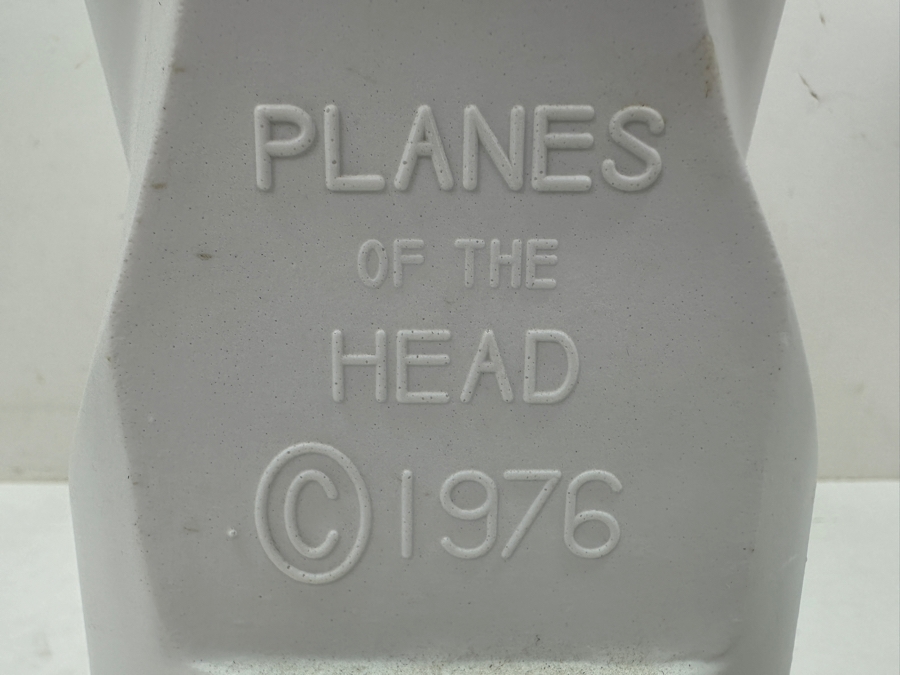 PLANES
OF THE
HEAD
© 1976